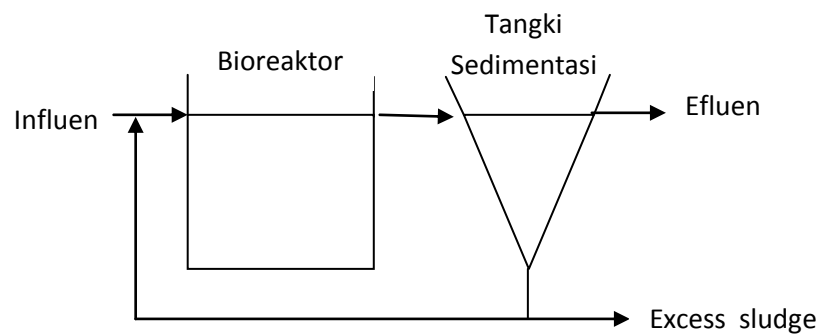 Tangki
Sedimentasi
Bioreaktor
Influen
Efluen
Excess sludge